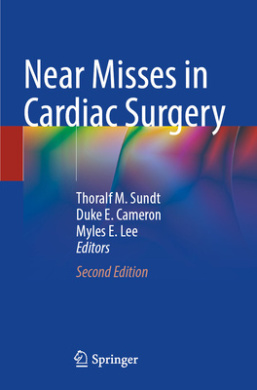 Near Misses in
Cardiac Surgery
Thoralf M. Sundt
Duke E. Cameron
Myles E. Lee
Editors
Second Edition
Springer